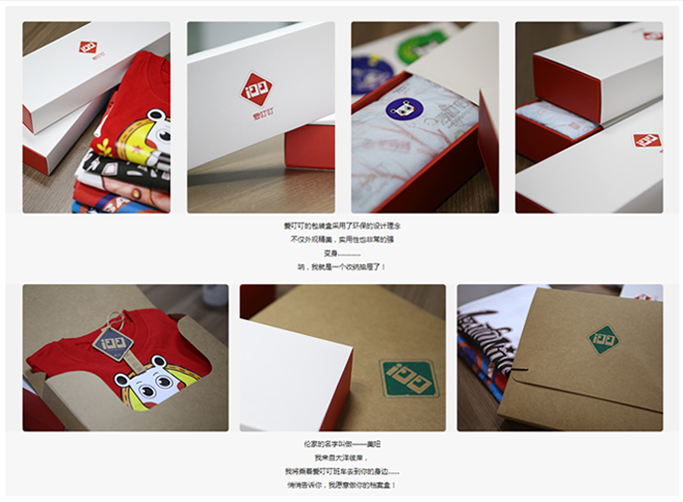 爱叮叮
爱叮叮的包装盒采用了环保的设计理念
不仅外观精美，实用性也非常的强
变身…………
呐，我就是一个收纳抽屉了！
伦家的名字叫做——美妞
我来自大洋彼岸，
我将乘着爱叮叮班车去到你的身边……
悄悄告诉你，我愿意做你的档案盒！